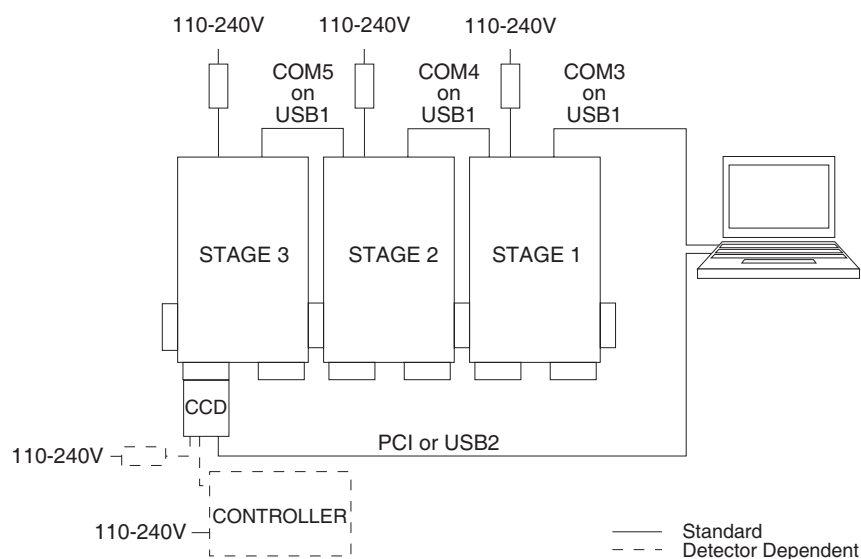 110-240V
110-240V
110-240V
COM5
on
USB1
COM4
on
USB1
COM3
on
USB1
STAGE 3
STAGE 2
STAGE 1
CCD
PCI or USB2
110-240V
CONTROLLER
110-240V
Standard
Detector Dependent